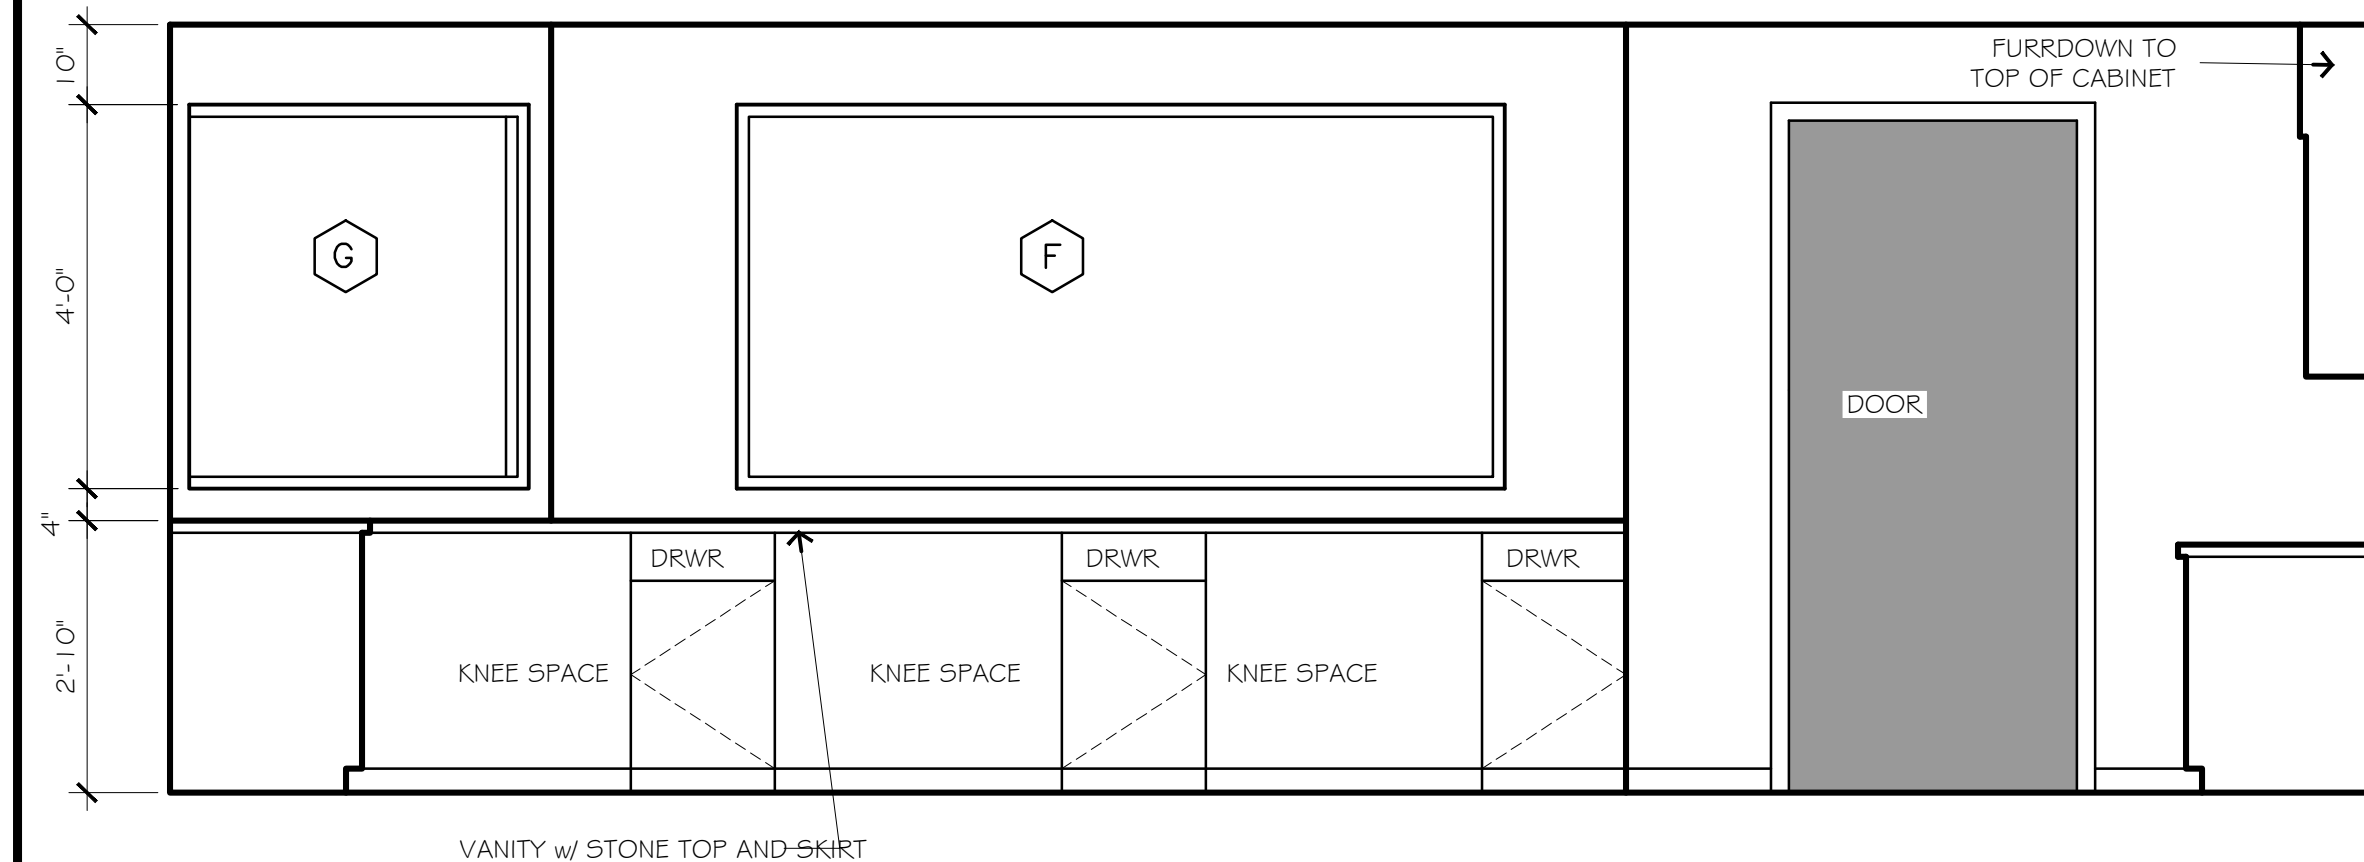 10"
FURRDOWN TO
TOP OF CABINET
G
F
4'-0"
DOOR
4"
DRWR
DRWR
DRWR
2'-10"
KNEE SPACE
KNEE SPACE
KNEE SPACE
VANITY w/ STONE TOP AND SKIRT